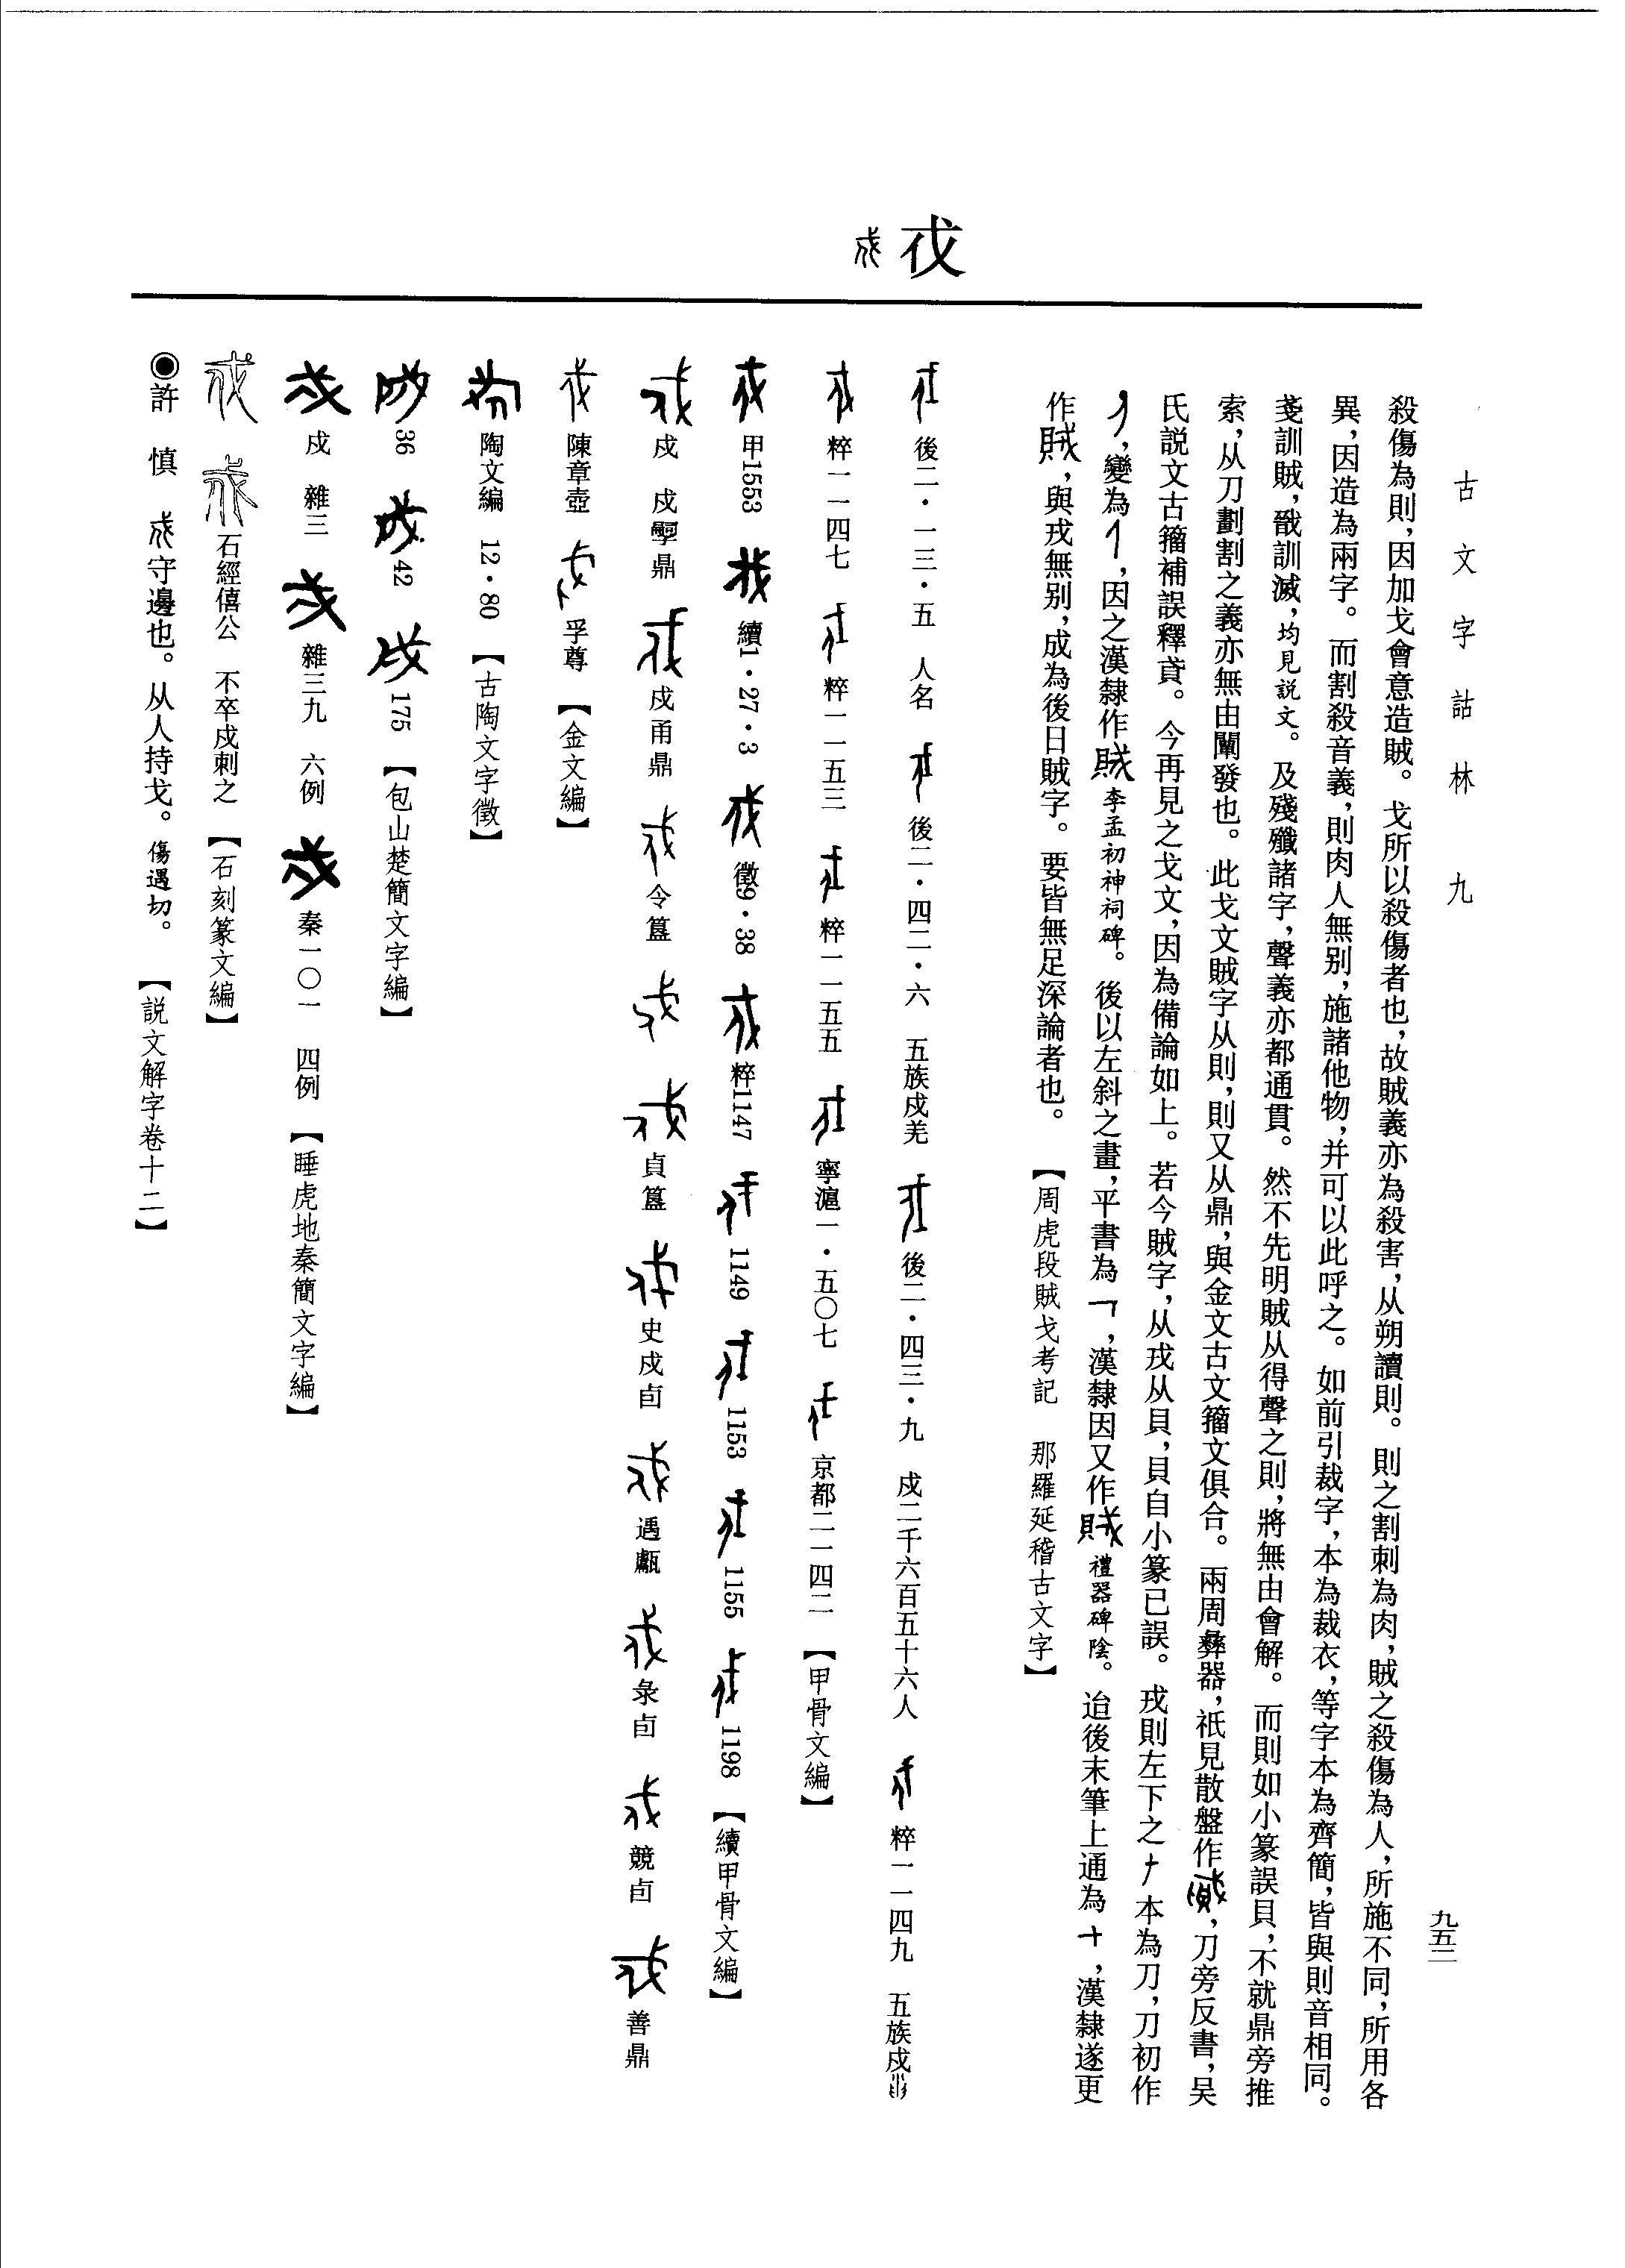 古文字詁林 九
九五二
戍
殺傷為則，因加戈會意造賊。戈所以殺傷者也，故賊義亦為殺害，从朔讀則。則之割刺為肉，賊之殺傷為人，所施不同，所用各
異，因造為兩字。而割殺音義，則肉人無别，施諸他物，并可以此呼之。如前引裁字，本為裁衣，等字本為齊簡，皆與則音相同。
戔訓賊，戩訓滅，均見説文。及殘殲諸字，聲義亦都通貫。然不先明賊从得聲之則，將無由會解。而則如小篆誤貝，不就鼎旁推
索，从刀劃割之義亦無由闡發也。此戈文賊字从則，則又从鼎，與金文古文籀文俱合。兩周彝器，祇見散盤作，刀旁反書，吴
氏説文古籀補誤釋貣。今再見之戈文，因為備論如上。若今賊字，从戎从貝，貝自小篆已誤。戎則左下之本為刀，刀初作
，變為，因之漢隸作賊李孟初神祠碑。後以左斜之畫，平書為，漢隸因又作賊禮器碑陰。迨後末筆上通為十，漢隸遂更
作賊，與戎無别，成為後日賊字。要皆無足深論者也。【周虎段賊戈考記 那羅延稽古文字】
後二·一三·五 人名 後二·四二·六 五族戍羌 後二·四三·九 戍二千六百五十六人 粹一一四九 五族戍
粹一一四七 粹一一五三 粹一一五五 寧滬一·五〇七 京都二一四二 【甲骨文編】
甲1553 續1·27·3 徵9·38 粹1147 1149 1153 1155 1198 【續甲骨文編】
戍 戍鼎 戍甬鼎 令簋 貞簋 史戍卣 遇甗 彔卣 競卣 善鼎
陳章壺 孚尊 【金文編】
陶文編 12·80 【古陶文字徵】
36 42 175 【包山楚簡文字編】
戍 雜三 雜三九 六例 秦一〇一 四例 【睡虎地秦簡文字編】
石經僖公 不卒戍刺之 【石刻篆文編】
◉許 慎 守邊也。从人持戈。傷遇切。 【説文解字卷十二】